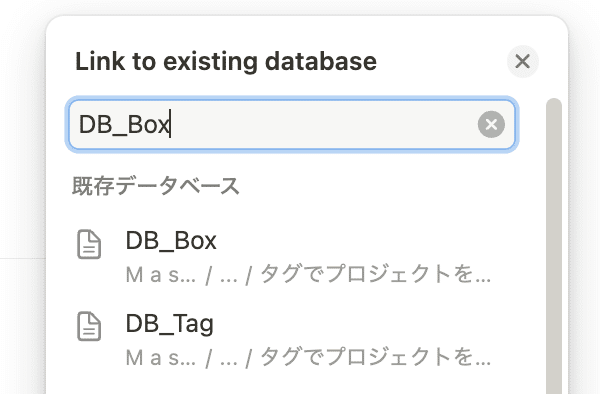 Link to existing database
DB_Box
既存データベース
DB_Box
M a s... / ... / タグでプロジェクトを...
DB_Tag
M a s... / ... / タグでプロジェクトを...